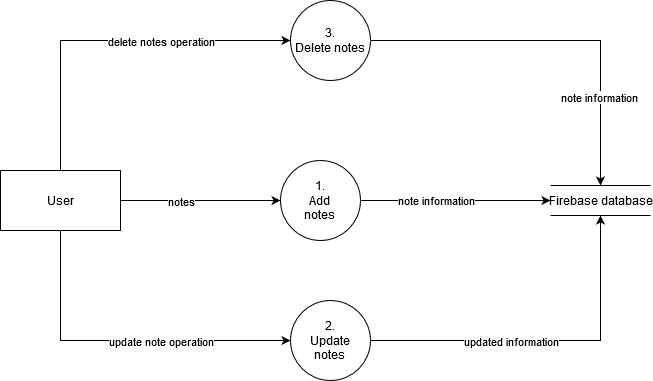 3.
Delete notes
delete notes operation
note information
1.
Add
notes
User
notes
note information
Firebase database
2.
Update
notes
update note operation
updated information